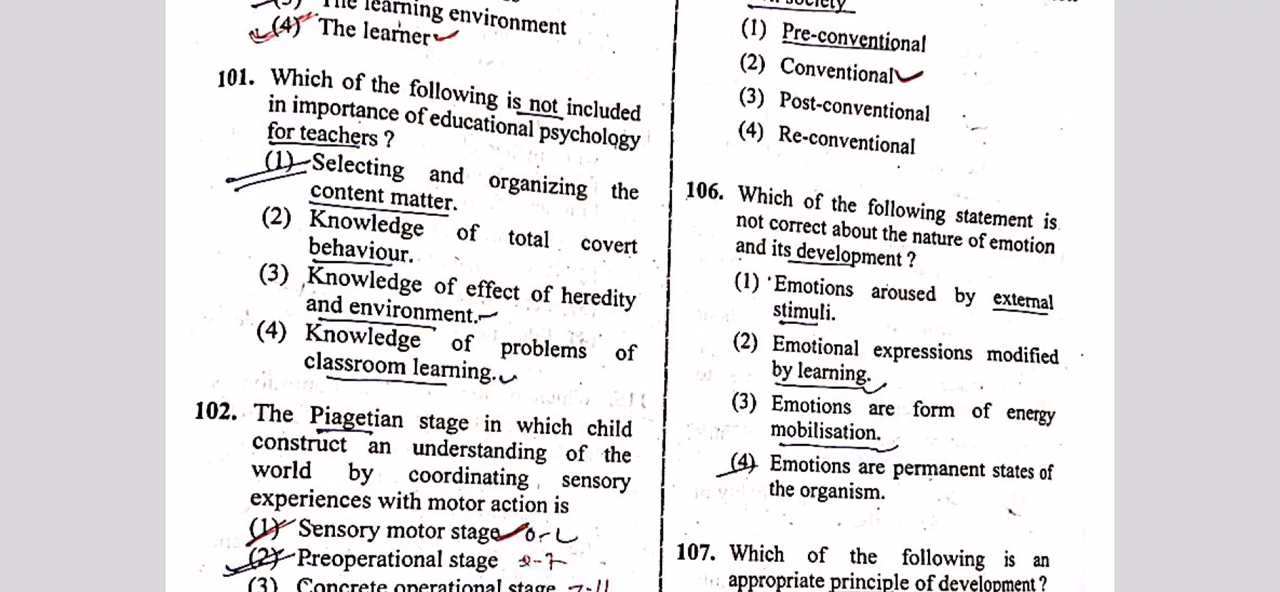 The learning environment
(4) The learner
101. Which of the following is not included
in importance of educational psychology
for teachers ?
(1) Selecting and organizing the
content matter.
(2) Knowledge of total covert
behaviour.
(3) Knowledge of effect of heredity
and environment.
(4) Knowledge of problems of
classroom learning.
102. The Piagetian stage in which child
construct an understanding of the
world by coordinating sensory
experiences with motor action is
(1) Sensory motor stage 0-2
(2) Preoperational stage 2-7
(3) Concrete operational stage 7-11
society
(1) Pre-conventional
(2) Conventional
(3) Post-conventional
(4) Re-conventional
106. Which of the following statement is
not correct about the nature of emotion
and its development ?
(1) Emotions aroused by external
stimuli.
(2) Emotional expressions modified
by learning.
(3) Emotions are form of energy
mobilisation.
(4) Emotions are permanent states of
the organism.
107. Which of the following is an
appropriate principle of development ?